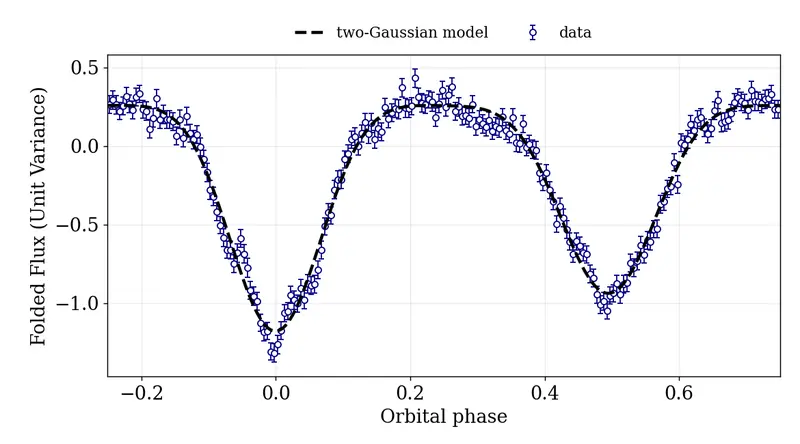 two-Gaussian model
data
Folded Flux (Unit Variance)
0.5
0.0
−0.5
−1.0
−0.2
0.0
0.2
0.4
0.6
Orbital phase